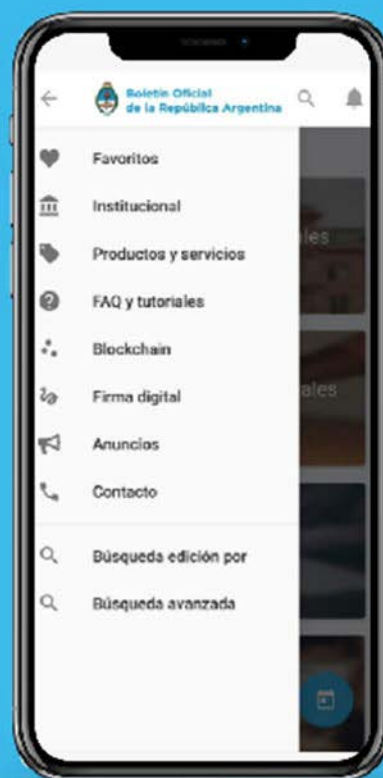 Boletín Oficial
de la República Argentina
Favoritos
Institucional
Productos y servicios
FAQ y tutoriales
Blockchain
Firma digital
Anuncios
Contacto
Búsqueda edición por
Búsqueda avanzada